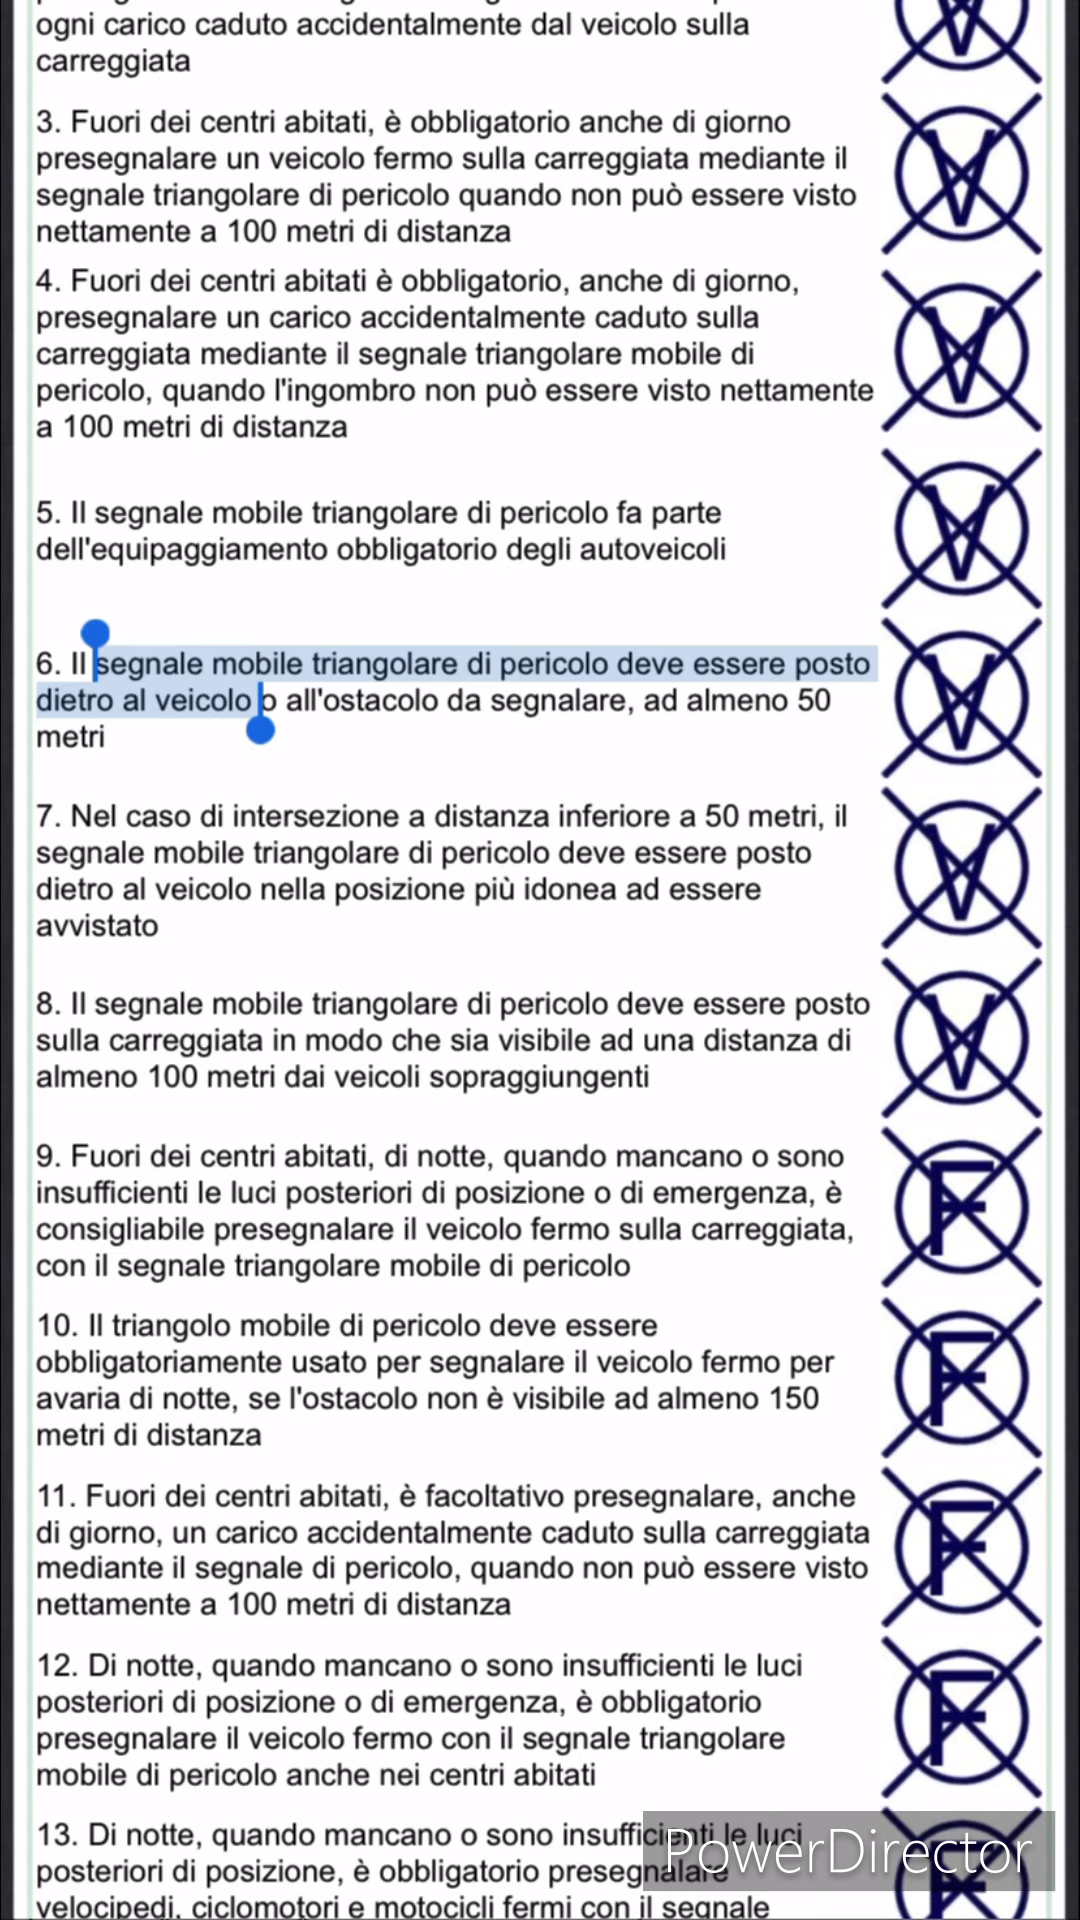 ogni carico caduto accidentalmente dal veicolo sulla
carreggiata
V
3. Fuori dei centri abitati, è obbligatorio anche di giorno
presegnalare un veicolo fermo sulla carreggiata mediante il
segnale triangolare di pericolo quando non può essere visto
nettamente a 100 metri di distanza
V
4. Fuori dei centri abitati è obbligatorio, anche di giorno,
presegnalare un carico accidentalmente caduto sulla
carreggiata mediante il segnale triangolare mobile di
pericolo, quando l'ingombro non può essere visto nettamente
a 100 metri di distanza
V
5. Il segnale mobile triangolare di pericolo fa parte
dell'equipaggiamento obbligatorio degli autoveicoli
V
6. Il segnale mobile triangolare di pericolo deve essere posto
dietro al veicolo o all'ostacolo da segnalare, ad almeno 50
metri
V
7. Nel caso di intersezione a distanza inferiore a 50 metri, il
segnale mobile triangolare di pericolo deve essere posto
dietro al veicolo nella posizione più idonea ad essere
avvistato
V
8. Il segnale mobile triangolare di pericolo deve essere posto
sulla carreggiata in modo che sia visibile ad una distanza di
almeno 100 metri dai veicoli sopraggiungenti
V
9. Fuori dei centri abitati, di notte, quando mancano o sono
insufficienti le luci posteriori di posizione o di emergenza, è
consigliabile presegnalare il veicolo fermo sulla carreggiata,
con il segnale triangolare mobile di pericolo
F
10. Il triangolo mobile di pericolo deve essere
obbligatoriamente usato per segnalare il veicolo fermo per
avaria di notte, se l'ostacolo non è visibile ad almeno 150
metri di distanza
F
11. Fuori dei centri abitati, è facoltativo presegnalare, anche
di giorno, un carico accidentalmente caduto sulla carreggiata
mediante il segnale di pericolo, quando non può essere visto
nettamente a 100 metri di distanza
F
12. Di notte, quando mancano o sono insufficienti le luci
posteriori di posizione o di emergenza, è obbligatorio
presegnalare il veicolo fermo con il segnale triangolare
mobile di pericolo anche nei centri abitati
F
13. Di notte, quando mancano o sono insufficienti le luci
posteriori di posizione, è obbligatorio presegnalare
velocipedi, ciclomotori e motocicli fermi con il segnale
F
PowerDirector